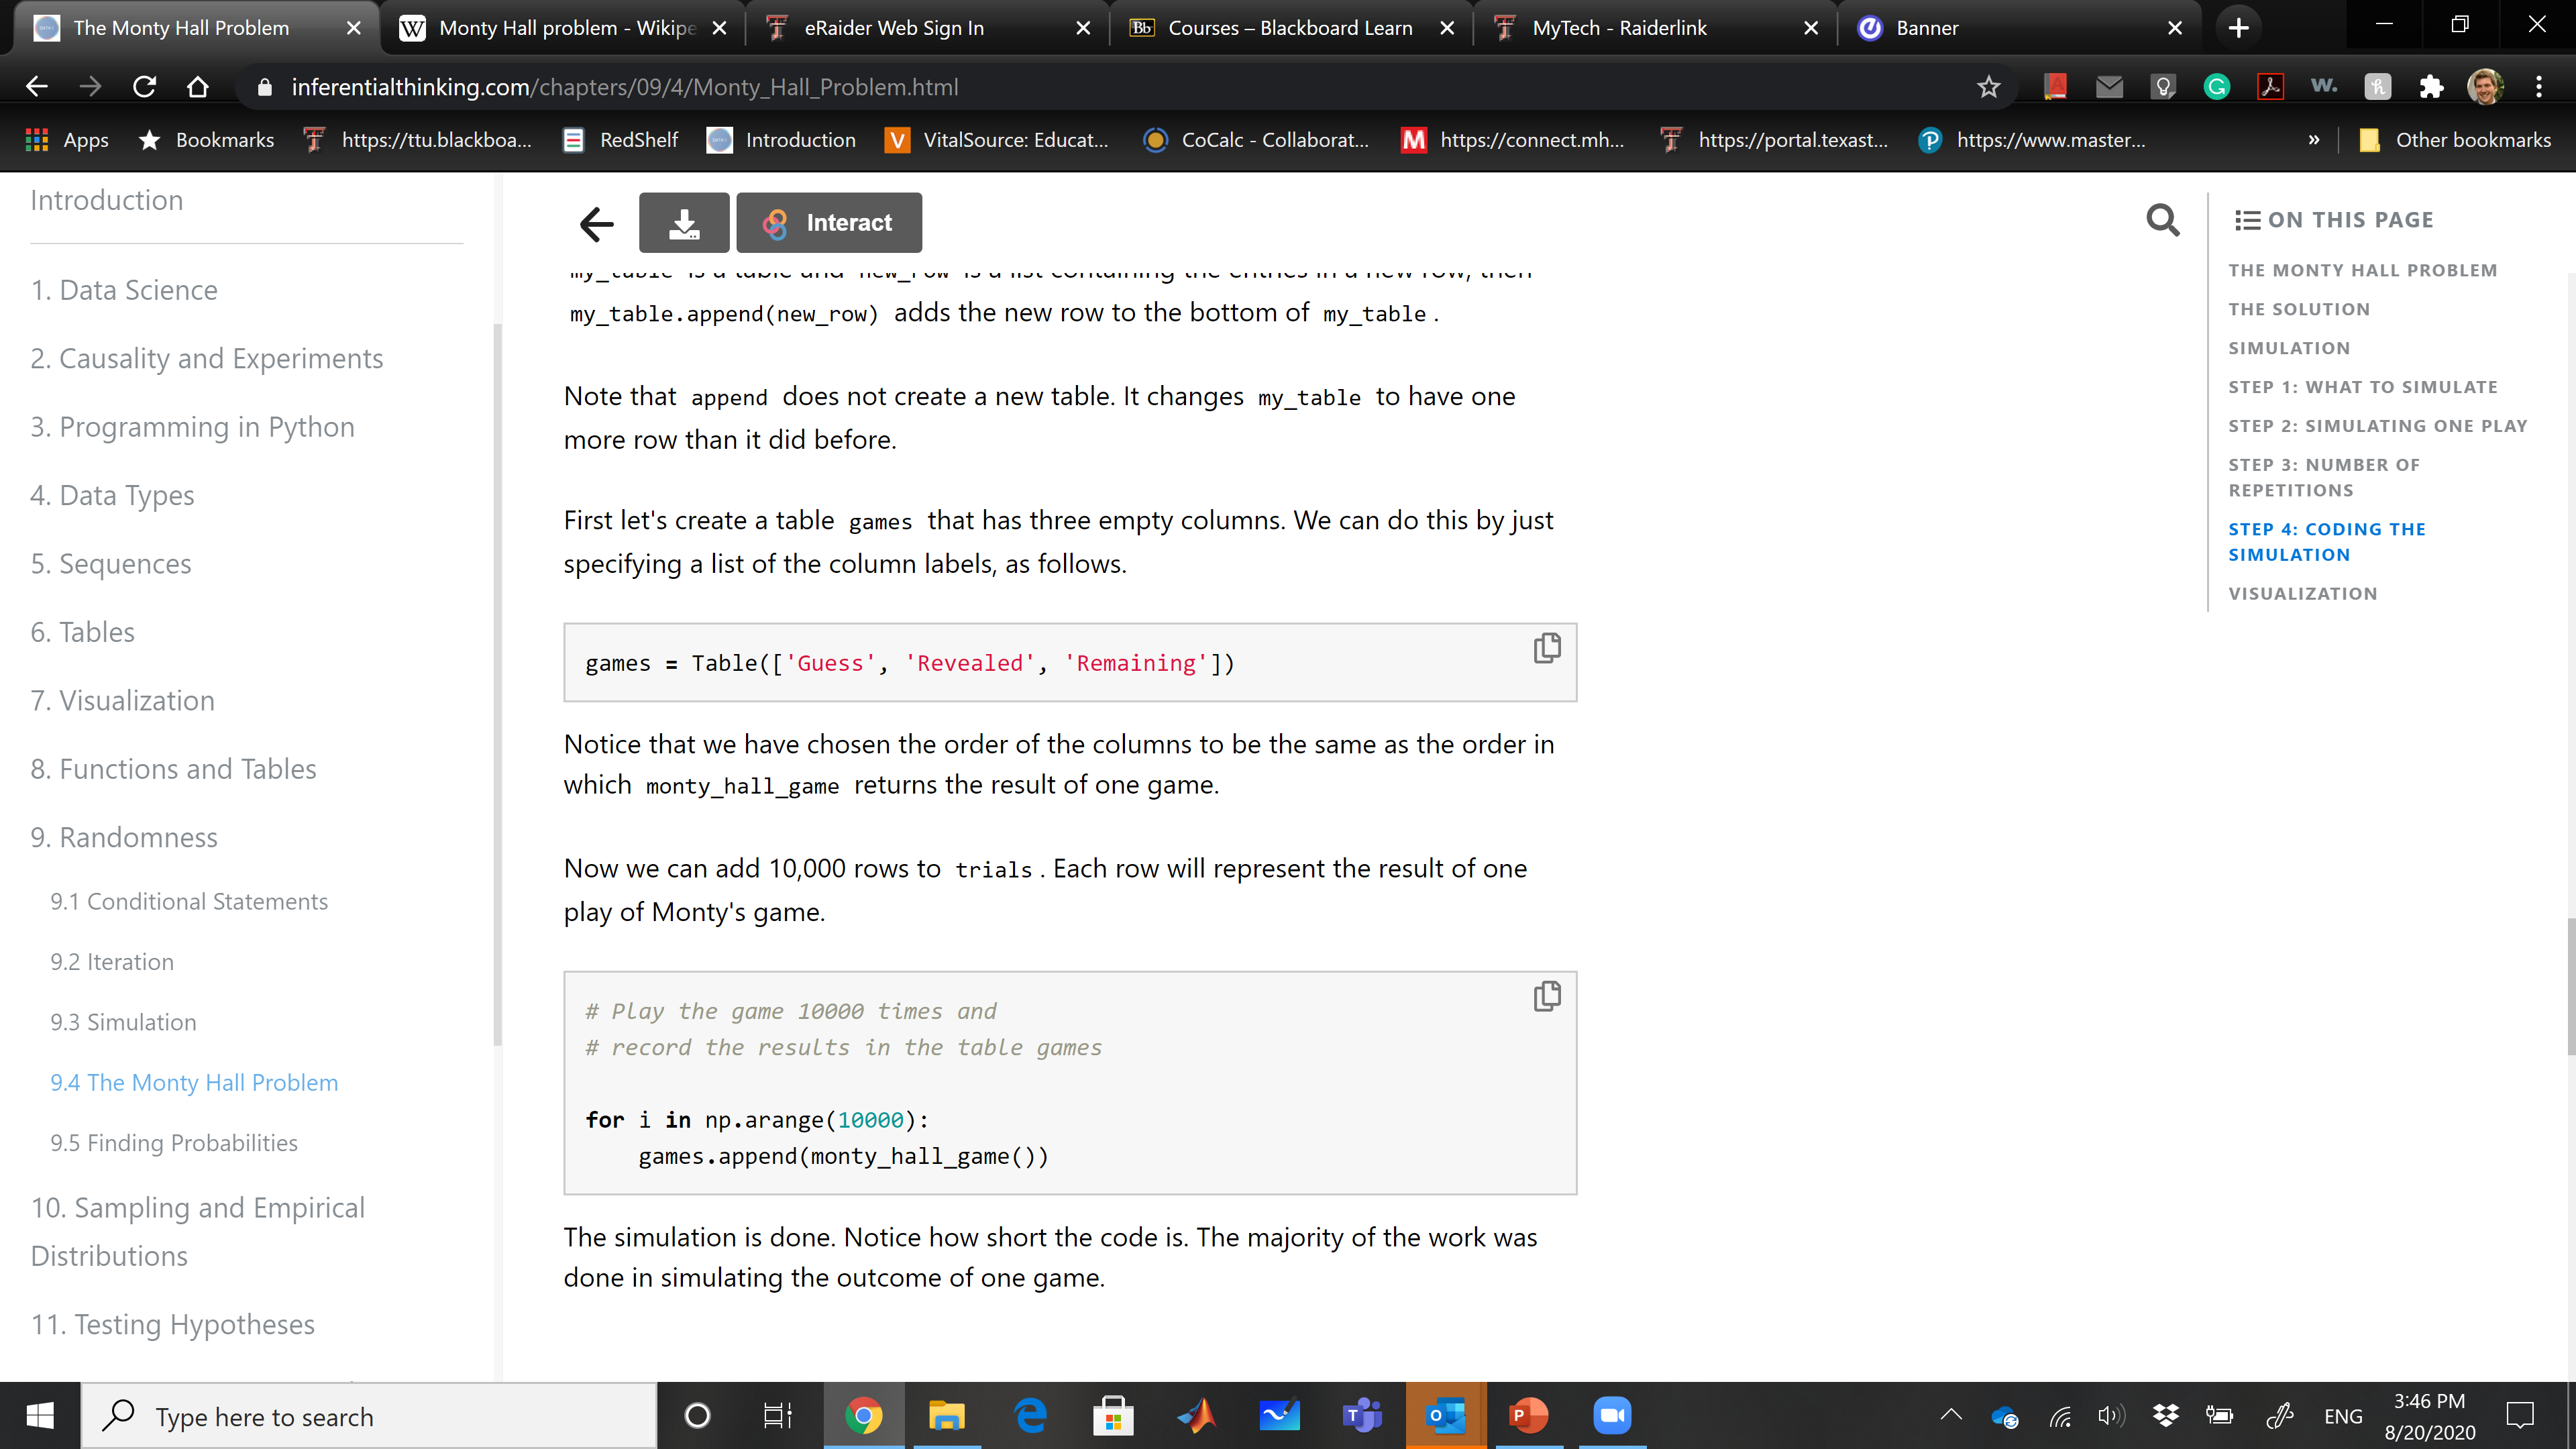 The Monty Hall Problem
Monty Hall problem - Wikipe
eRaider Web Sign In
Courses – Blackboard Learn
MyTech - Raiderlink
Banner
inferentialthinking.com/chapters/09/4/Monty_Hall_Problem.html
Apps
Bookmarks
https://ttu.blackboa...
RedShelf
Introduction
VitalSource: Educat...
CoCalc - Collaborat...
https://connect.mh...
https://portal.texast...
https://www.master...
»
Other bookmarks
Introduction
1. Data Science
2. Causality and Experiments
3. Programming in Python
4. Data Types
5. Sequences
6. Tables
7. Visualization
8. Functions and Tables
9. Randomness
9.1 Conditional Statements
9.2 Iteration
9.3 Simulation
9.4 The Monty Hall Problem
9.5 Finding Probabilities
10. Sampling and Empirical
Distributions
11. Testing Hypotheses
Interact
my_table is a table and new_row is a list containing the entries in a new row, then
my_table.append(new_row) adds the new row to the bottom of my_table .
Note that append does not create a new table. It changes my_table to have one
more row than it did before.
First let's create a table games that has three empty columns. We can do this by just
specifying a list of the column labels, as follows.
games = Table(['Guess', 'Revealed', 'Remaining'])
Notice that we have chosen the order of the columns to be the same as the order in
which monty_hall_game returns the result of one game.
Now we can add 10,000 rows to trials . Each row will represent the result of one
play of Monty's game.
# Play the game 10000 times and
# record the results in the table games
for i in np.arange(10000):
games.append(monty_hall_game())
The simulation is done. Notice how short the code is. The majority of the work was
done in simulating the outcome of one game.
ON THIS PAGE
THE MONTY HALL PROBLEM
THE SOLUTION
SIMULATION
STEP 1: WHAT TO SIMULATE
STEP 2: SIMULATING ONE PLAY
STEP 3: NUMBER OF
REPETITIONS
STEP 4: CODING THE
SIMULATION
VISUALIZATION
Type here to search
ENG
3:46 PM
8/20/2020